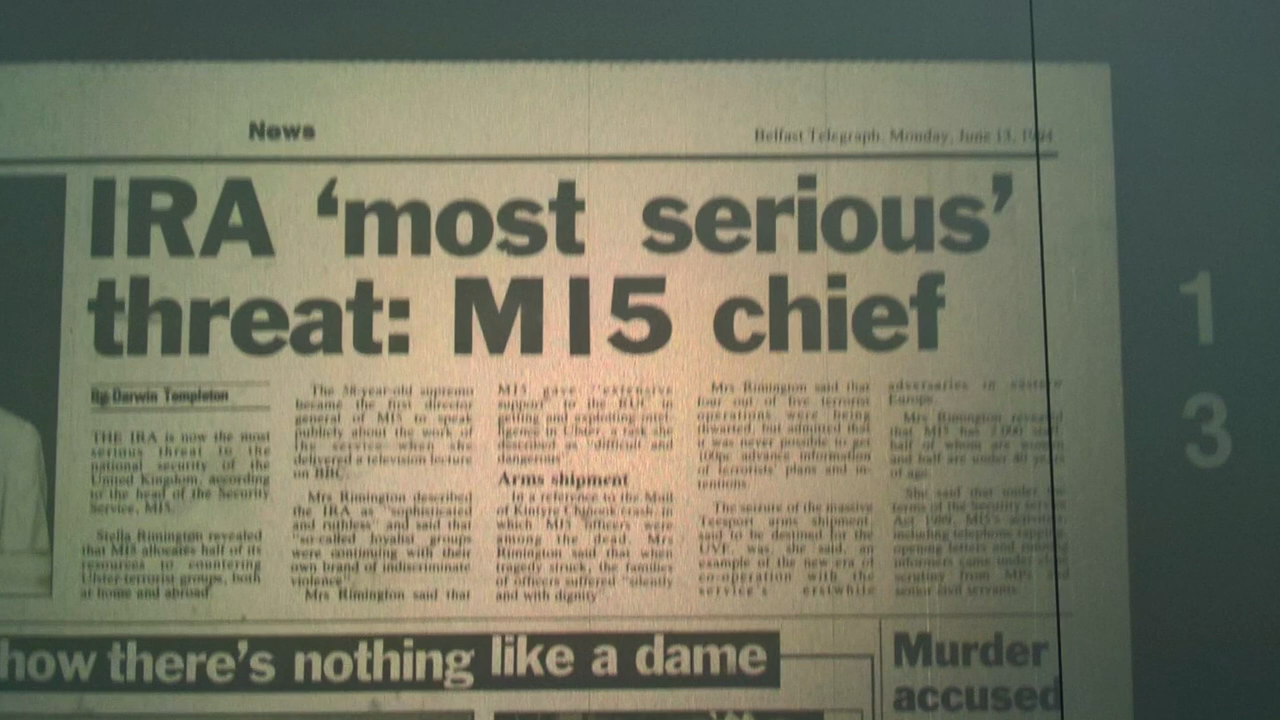 News
Belfast Telegraph, Monday, June 13, 1994
IRA 'most serious'
threat: MI5 chief
By Darwin Templeton
THE IRA is now the most
serious threat to the
national security of the
United Kingdom, according
to the head of the Security
Service, MI5.
Stella Rimington revealed
that MI5 allocates half of its
resources to countering
Ulster terrorist groups, both
at home and abroad.
The 58-year-old supremo
became the first director
general of MI5 to speak
publicly about the work of
the service when she
delivered a television lecture
on BBC.
Mrs Rimington described
the IRA as "sophisticated
and ruthless" and said that
so-called loyalist groups
were continuing with their
own brand of indiscriminate
violence".
Mrs Rimington said that
MI5 gave "extensive
support" to the RUC in
dangerous".
Arms shipment
In a reference to the Mull
of Kintyre Chinook crash in
which MI5 officers were
among the dead, Mrs
Rimington said that when
tragedy struck, the families
of officers suffered "silently
and with dignity".
Mrs Rimington said that
four out of five terrorist
operations were being
thwarted, but admitted that
it was never possible to get
100pc advance information
of terrorists' plans and in-
tentions.
The seizure of the massive
Teesport arms shipment,
said to be destined for the
UVF, was she said, an
example of the new era of
co-operation with the
service's erstwhile
adversaries in eastern
Europe.
Mrs Rimington revealed
that MI5 has 2,000 staff,
half of whom are women
and half are under 40 years
of age.
She said that under the
terms of the Security Service
Act 1989, MI5's activities
including telephone tapping
opening letters and running
informers came under
scrutiny from MPs and
senior civil servants.
how there's nothing like a dame
Murder
accused
1
3